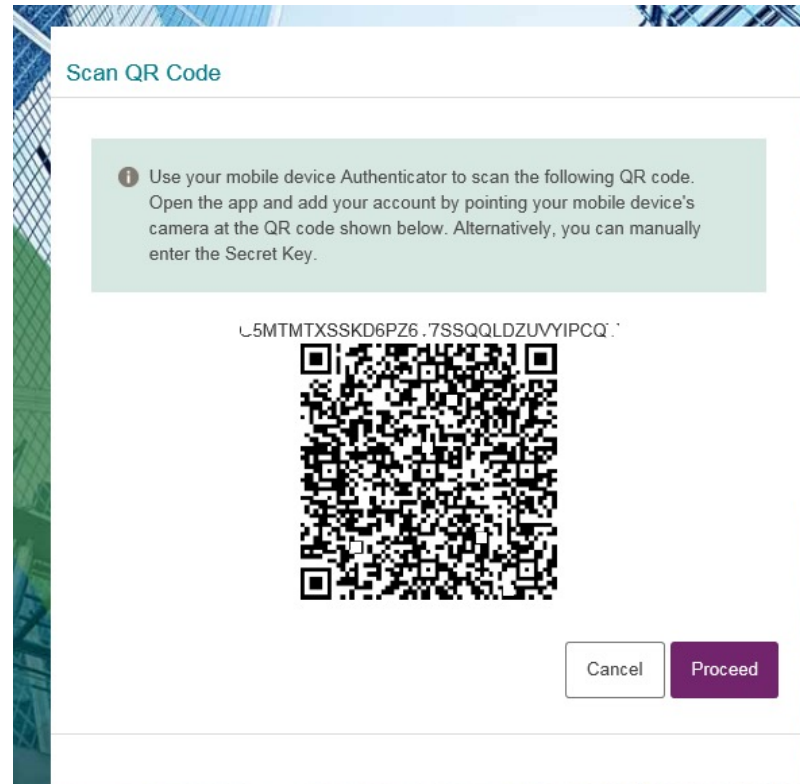 Scan QR Code
Use your mobile device Authenticator to scan the following QR code.
Open the app and add your account by pointing your mobile device's
camera at the QR code shown below. Alternatively, you can manually
enter the Secret Key.
Cancel
Proceed